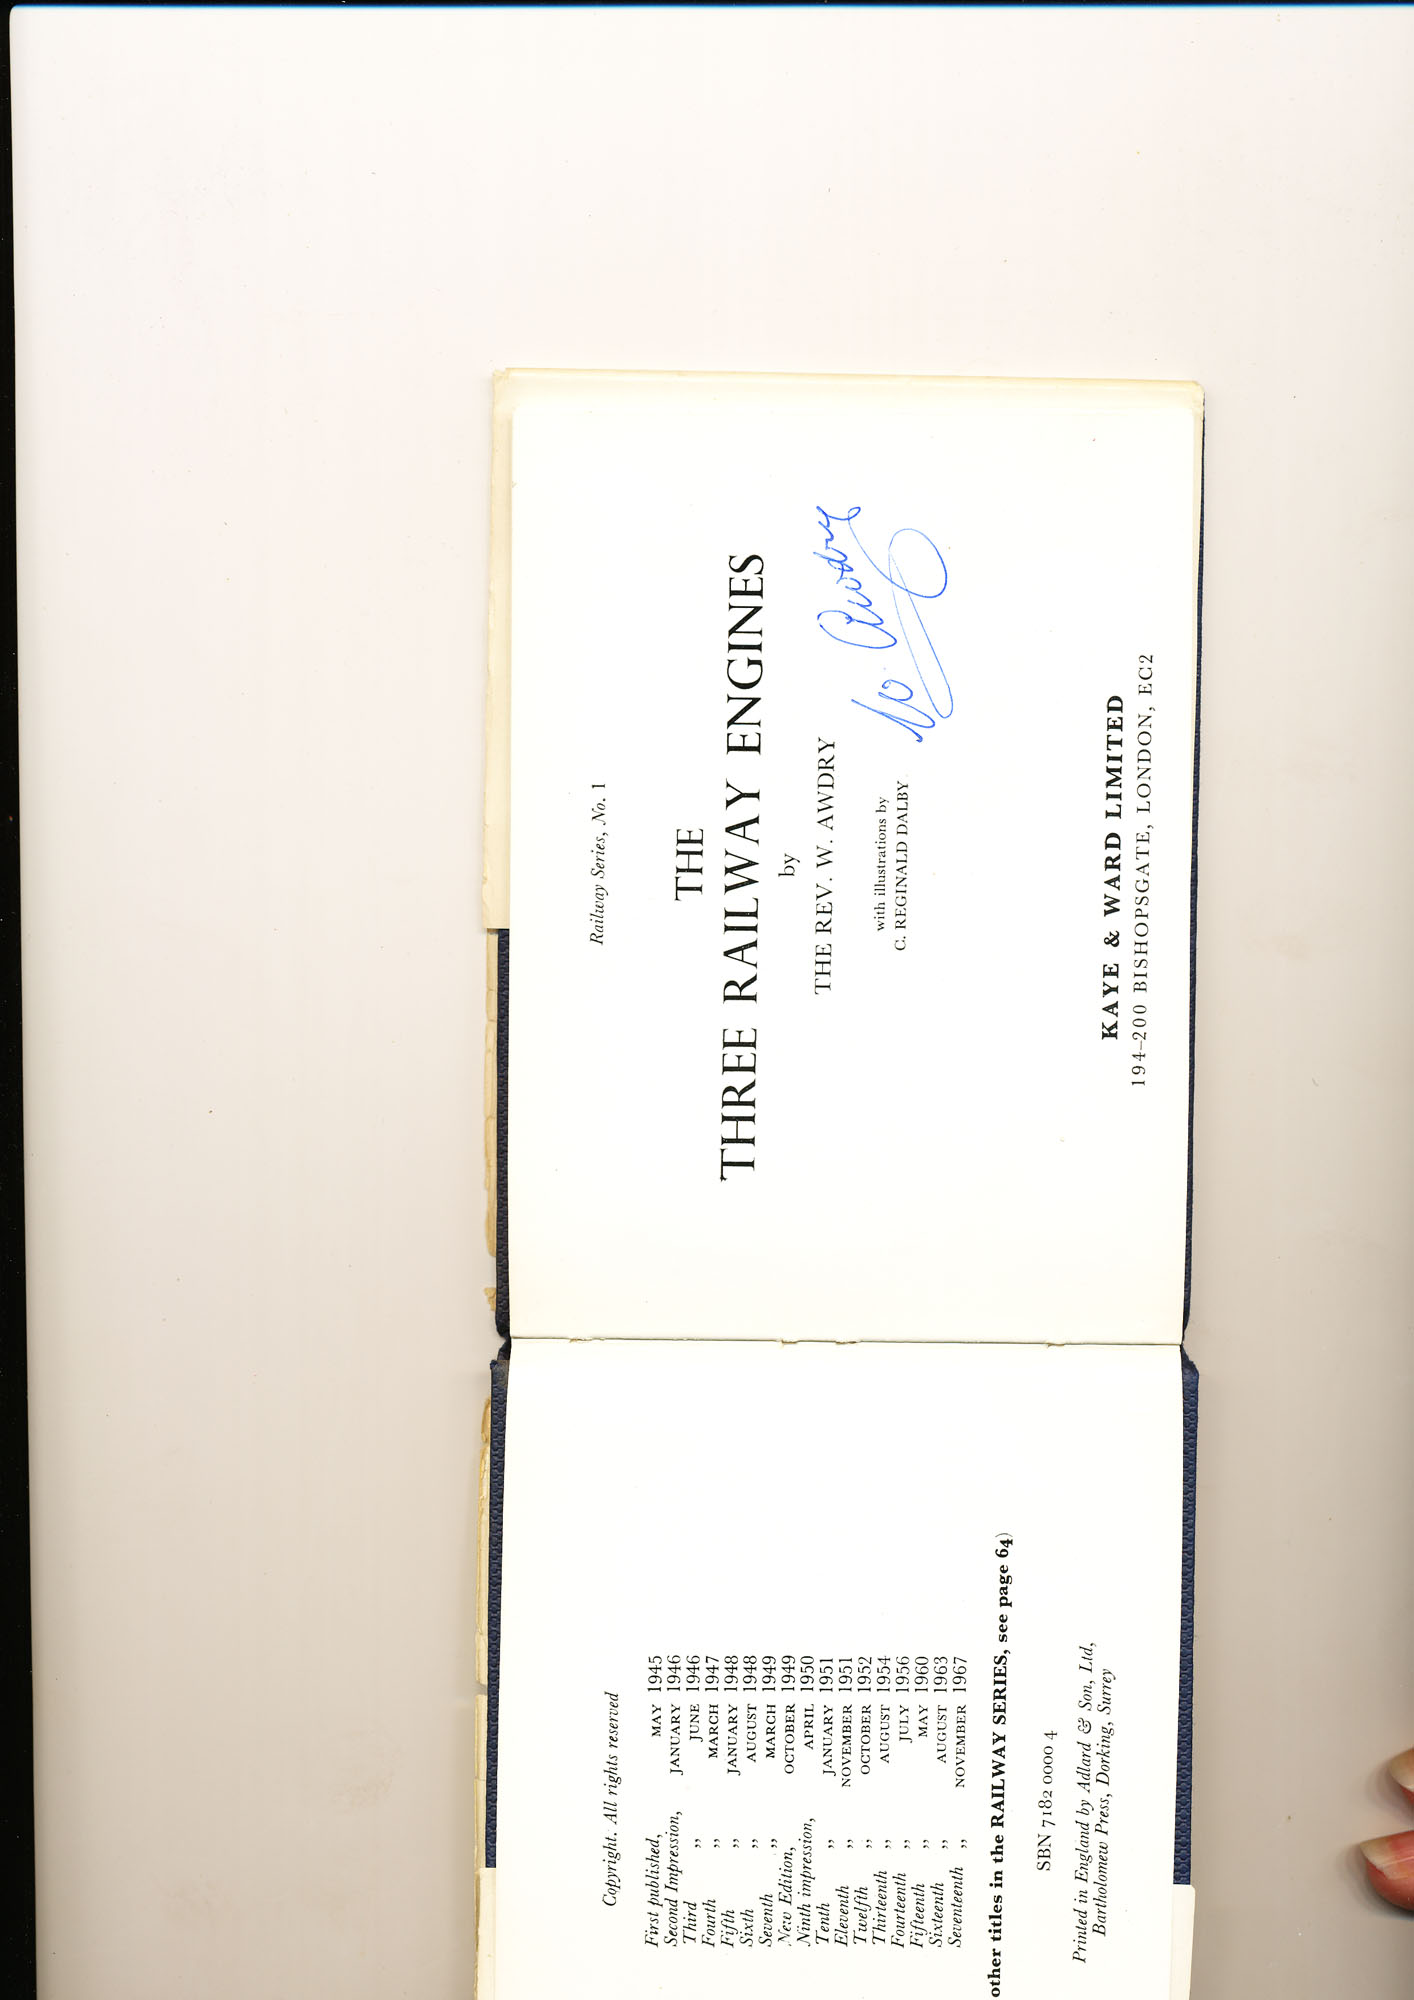 Copyright. All rights reserved
First published, MAY 1945
Second Impression, JANUARY 1946
Third ,, JUNE 1946
Fourth ,, MARCH 1947
Fifth ,, JANUARY 1948
Sixth ,, AUGUST 1948
Seventh ,, MARCH 1949
New Edition, OCTOBER 1949
Ninth impression, APRIL 1950
Tenth ,, JANUARY 1951
Eleventh ,, NOVEMBER 1951
Twelfth ,, OCTOBER 1952
Thirteenth ,, AUGUST 1954
Fourteenth ,, JULY 1956
Fifteenth ,, MAY 1960
Sixteenth ,, AUGUST 1963
Seventeenth ,, NOVEMBER 1967
other titles in the RAILWAY SERIES, see page 64)
SBN 7182 0000 4
Printed in England by Adlard & Son, Ltd,
Bartholomew Press, Dorking, Surrey
Railway Series, No. 1
THE
THREE RAILWAY ENGINES
by
THE REV. W. AWDRY
W Awdry
with illustrations by
C. REGINALD DALBY
KAYE & WARD LIMITED
194–200 BISHOPSGATE, LONDON, EC2